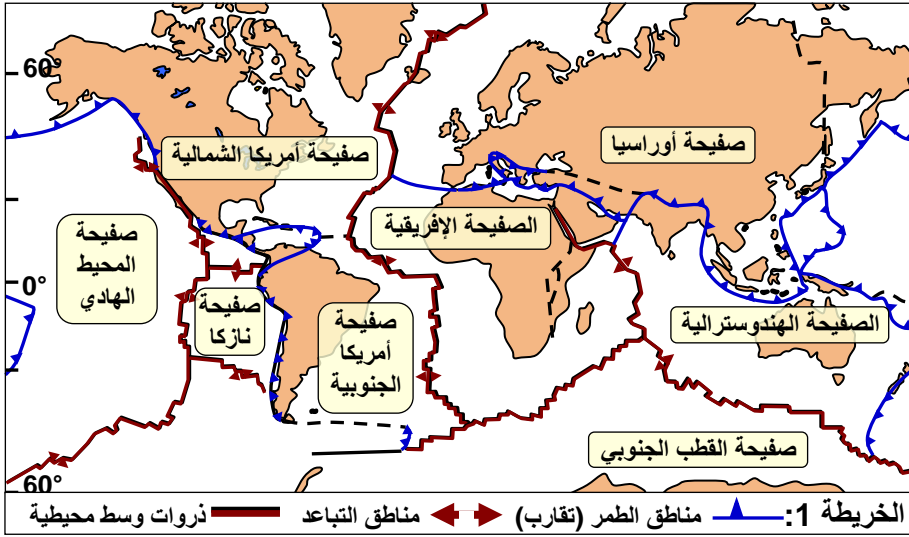 60°
صفيحة أوراسيا
صفيحة أمريكا الشمالية
الصفيحة الإفريقية
صفيحة
المحيط
الهادي
0°
صفيحة
نازكا
صفيحة
أمريكا
الجنوبية
الصفيحة الهندوسترالية
صفيحة القطب الجنوبي
60°
الخريطة 1: مناطق الطمر (تقارب) مناطق التباعد ذروات وسط محيطية